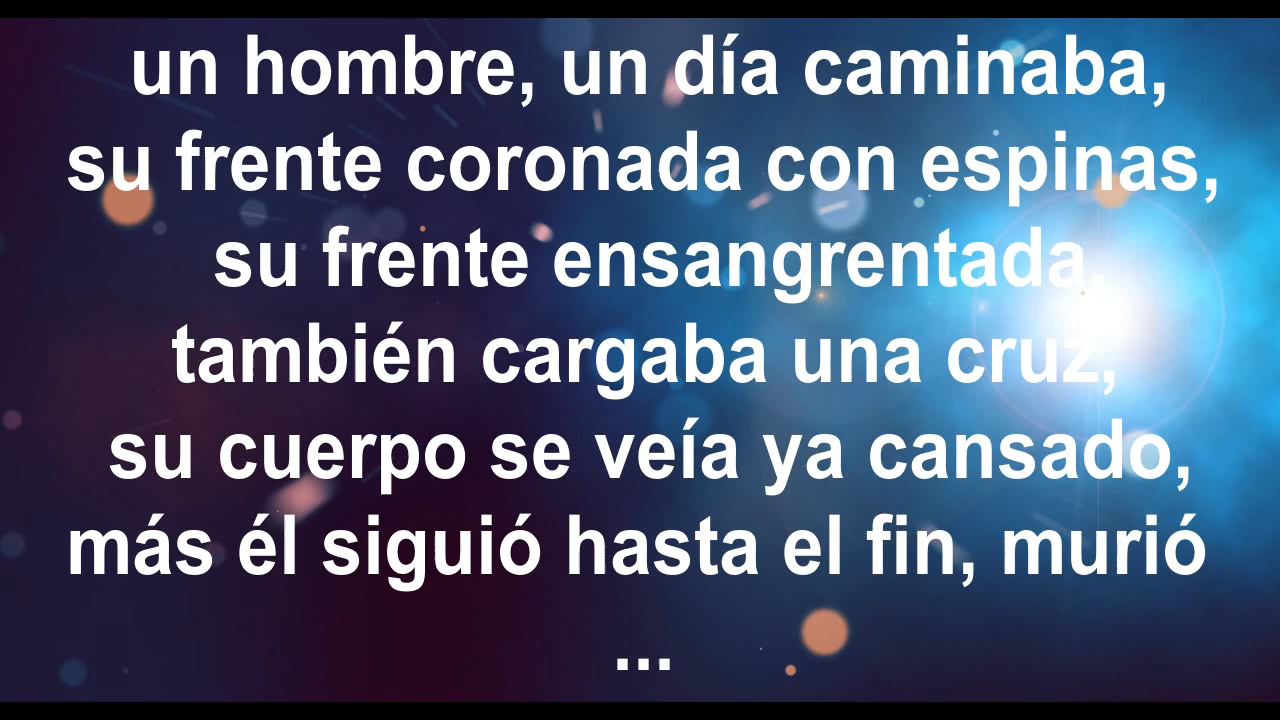 un hombre, un día caminaba,
su frente coronada con espinas,
su frente ensangrentada,
también cargaba una cruz,
su cuerpo se veía ya cansado,
más él siguió hasta el fin, murió
...